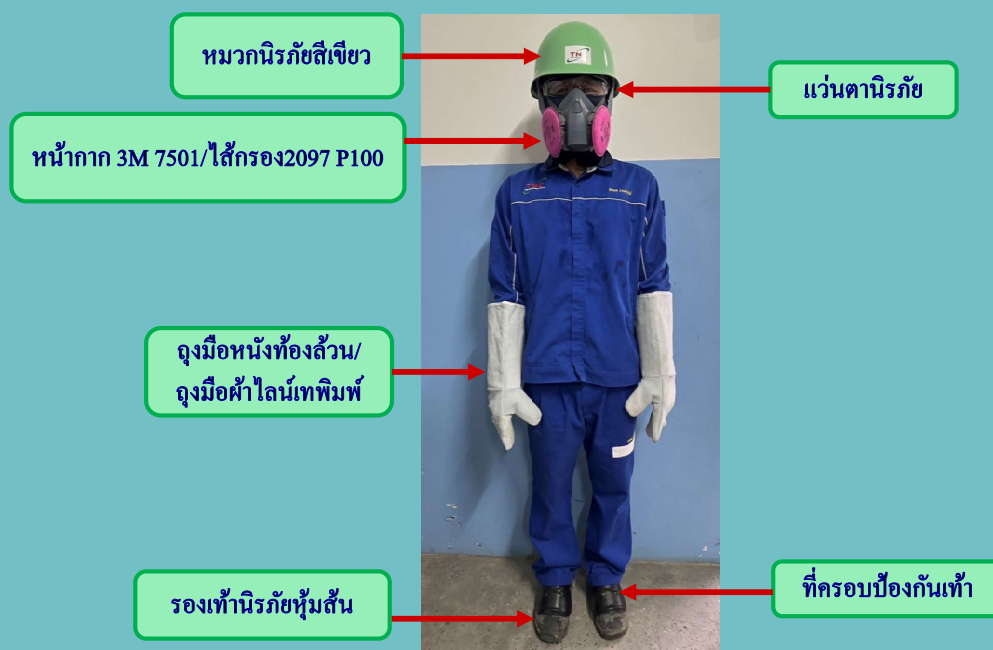 หมวกนิรภัยสีเขียว
แว่นตานิรภัย
หน้ากาก 3M 7501/ไส้กรอง2097 P100
ถุงมือหนังท้องล้วน/
ถุงมือผ้าไลน์เทพิมพ์
รองเท้านิรภัยหุ้มส้น
ที่ครอบป้องกันเท้า
TN